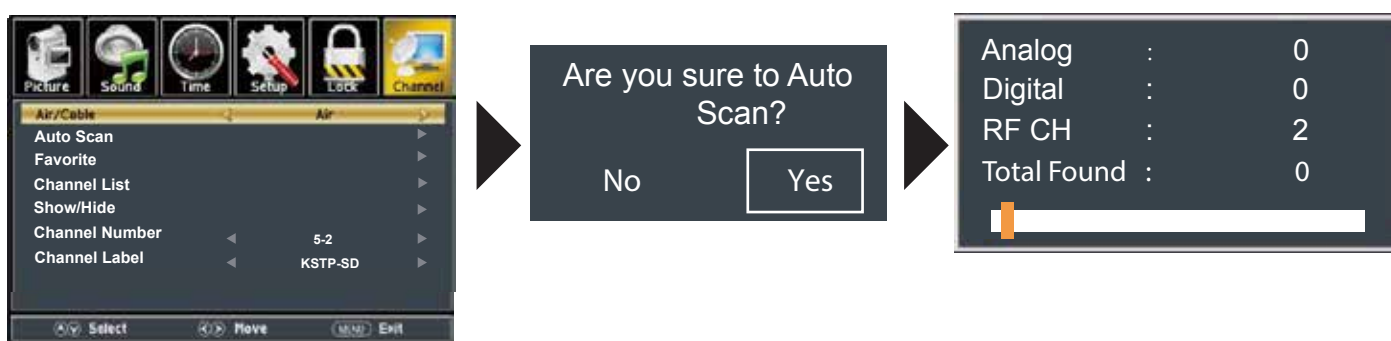 Picture Sound Time Setup Lock Channel
Air/Cable Air
Auto Scan
Favorite
Channel List
Show/Hide
Channel Number 5-2
Channel Label KSTP-SD
Select Move MENU Exit
Are you sure to Auto
Scan?
No Yes
Analog : 0
Digital : 0
RF CH : 2
Total Found : 0